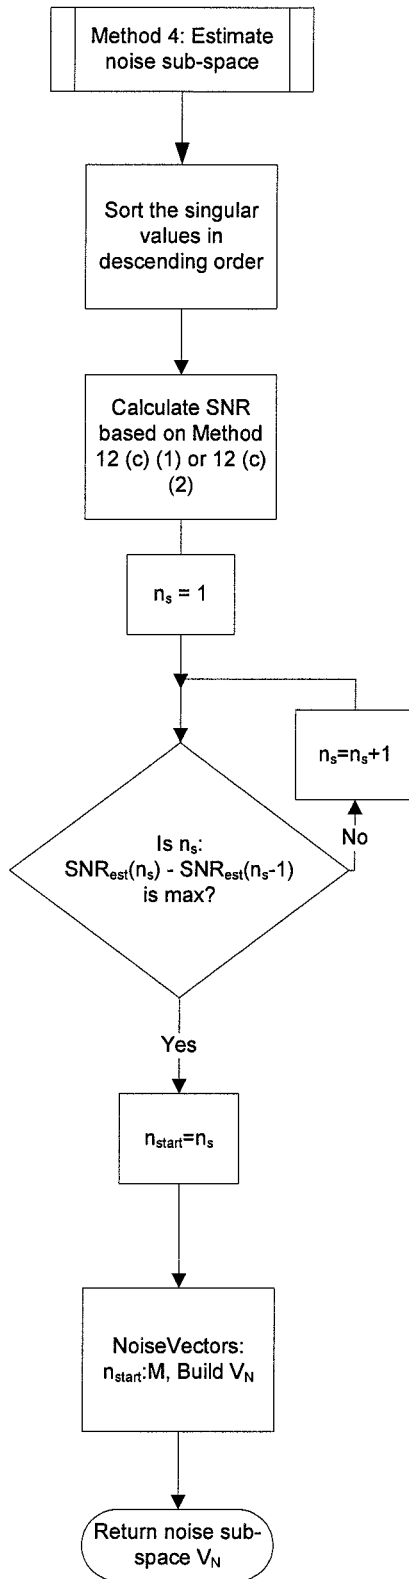 Method 4: Estimate
noise sub-space
Sort the singular
values in
descending order
Calculate SNR
based on Method
12 (c) (1) or 12 (c)
(2)
nₛ = 1
nₛ=nₛ+1
No
Is nₛ:
SNRₑₛₜ(nₛ) - SNRₑₛₜ(nₛ-1)
is max?
Yes
nₛₜₐᵣₜ=nₛ
NoiseVectors:
nₛₜₐᵣₜ:M, Build V_N
Return noise sub-
space V_N